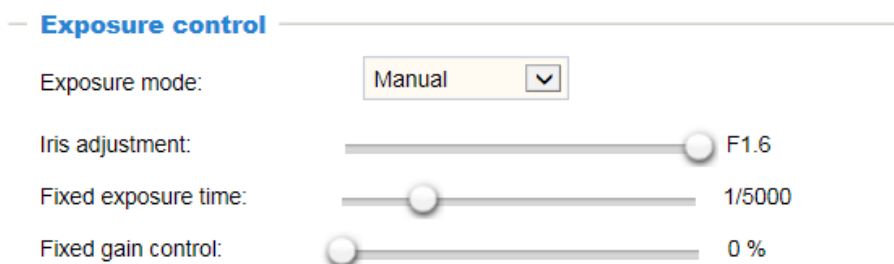 Exposure control
Exposure mode: Manual
Iris adjustment: F1.6
Fixed exposure time: 1/5000
Fixed gain control: 0 %